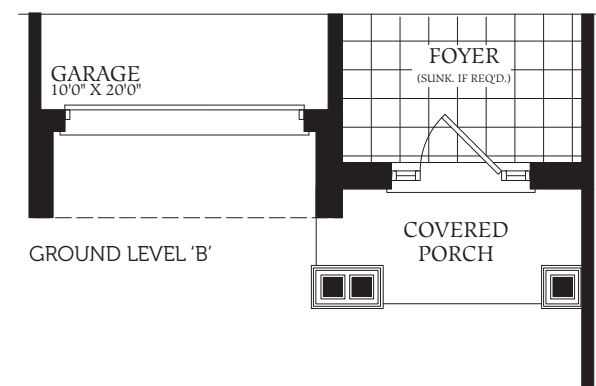 GARAGE
10'0" X 20'0"
FOYER
(SUNK. IF REQ'D.)
COVERED
PORCH
GROUND LEVEL ‘B’